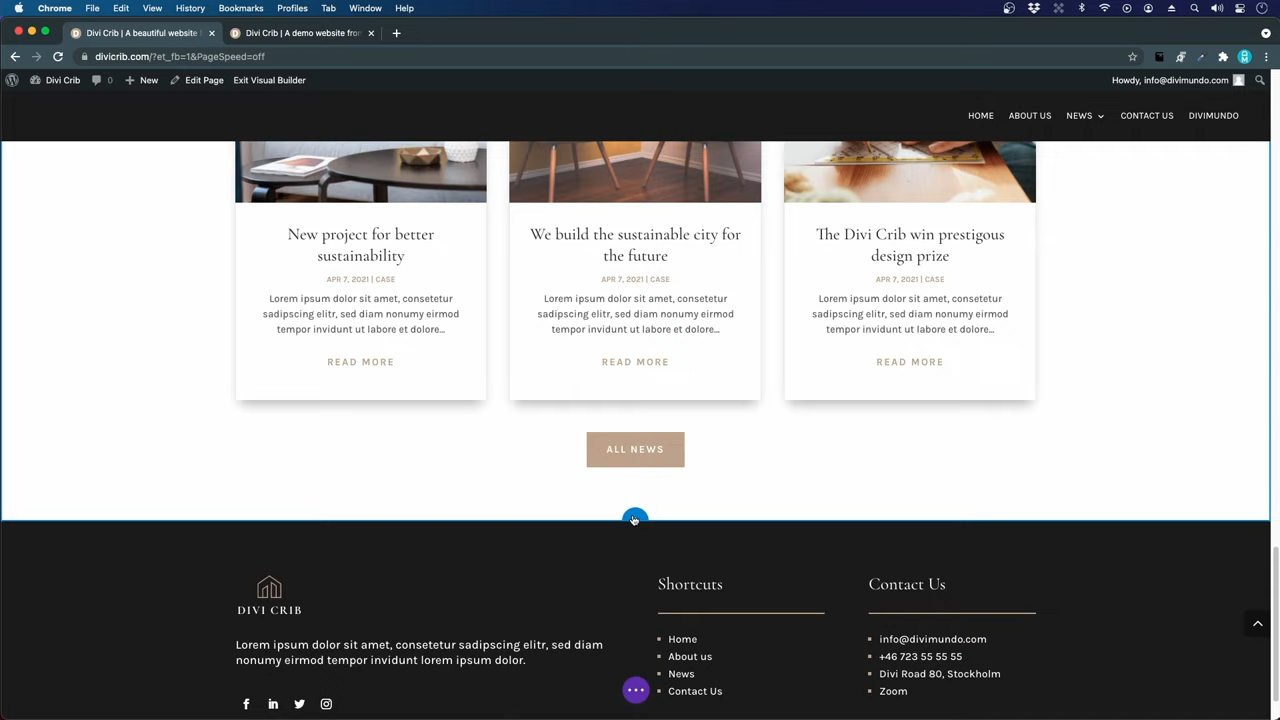 Chrome File Edit View History Bookmarks Profiles Tab Window Help
Divi Crib | A beautiful website
Divi Crib | A demo website from
divicrib.com/?et_fb=1&PageSpeed=off
Divi Crib 0 New Edit Page Exit Visual Builder Howdy, info@divimundo.com
HOME ABOUT US NEWS CONTACT US DIVIMUNDO
New project for better
sustainability
APR 7, 2021 | CASE
Lorem ipsum dolor sit amet, consetetur
sadipscing elitr, sed diam nonumy eirmod
tempor invidunt ut labore et dolore...
READ MORE
We build the sustainable city for
the future
APR 7, 2021 | CASE
Lorem ipsum dolor sit amet, consetetur
sadipscing elitr, sed diam nonumy eirmod
tempor invidunt ut labore et dolore...
READ MORE
The Divi Crib win prestigous
design prize
APR 7, 2021 | CASE
Lorem ipsum dolor sit amet, consetetur
sadipscing elitr, sed diam nonumy eirmod
tempor invidunt ut labore et dolore...
READ MORE
ALL NEWS
DIVI CRIB
Lorem ipsum dolor sit amet, consetetur sadipscing elitr, sed diam
nonumy eirmod tempor invidunt lorem ipsum dolor.
Shortcuts
Home
About us
News
Contact Us
Contact Us
info@divimundo.com
+46 723 55 55 55
Divi Road 80, Stockholm
Zoom